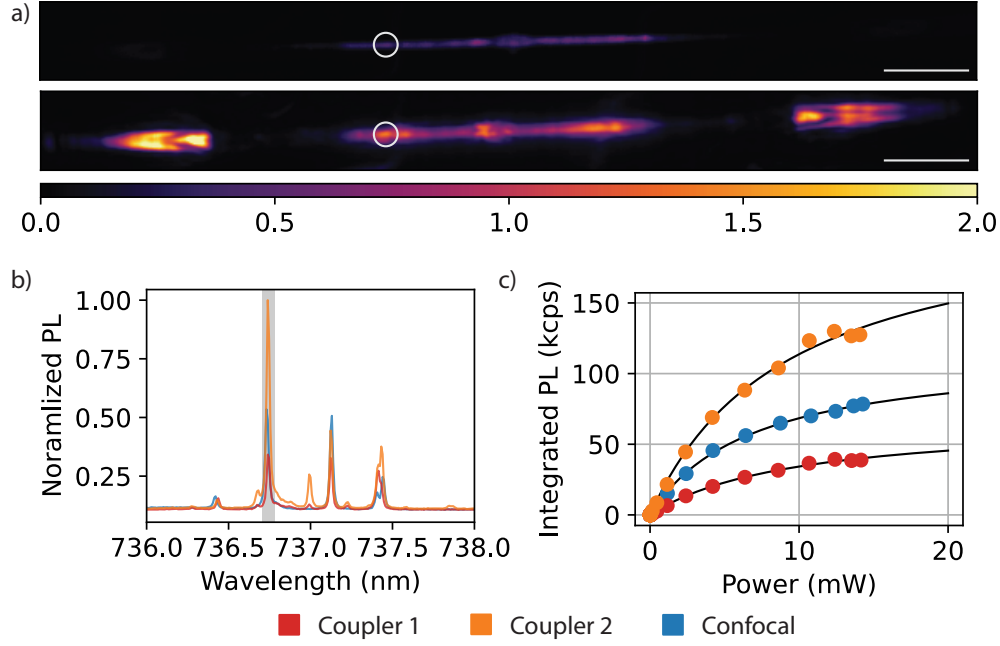 a)
0.0 0.5 1.0 1.5 2.0
b)
Noramlized PL
1.00
0.75
0.50
0.25
736.0 736.5 737.0 737.5 738.0
Wavelength (nm)
c)
Integrated PL (kcps)
150
100
50
0
0 10 20
Power (mW)
Coupler 1 Coupler 2 Confocal